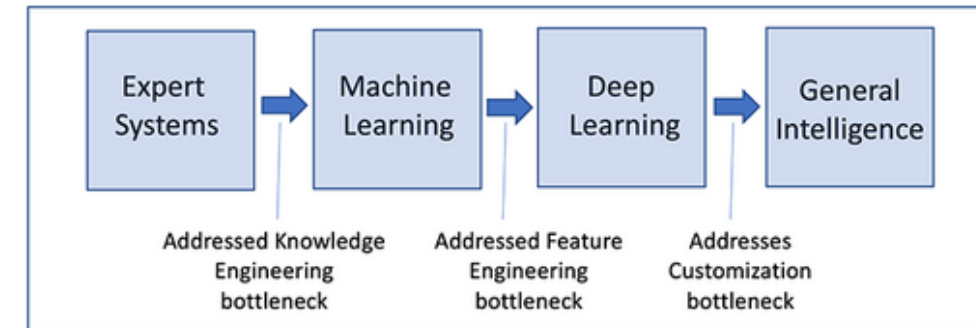 Expert
Systems
Machine
Learning
Deep
Learning
General
Intelligence
Addressed Knowledge
Engineering
bottleneck
Addressed Feature
Engineering
bottleneck
Addresses
Customization
bottleneck